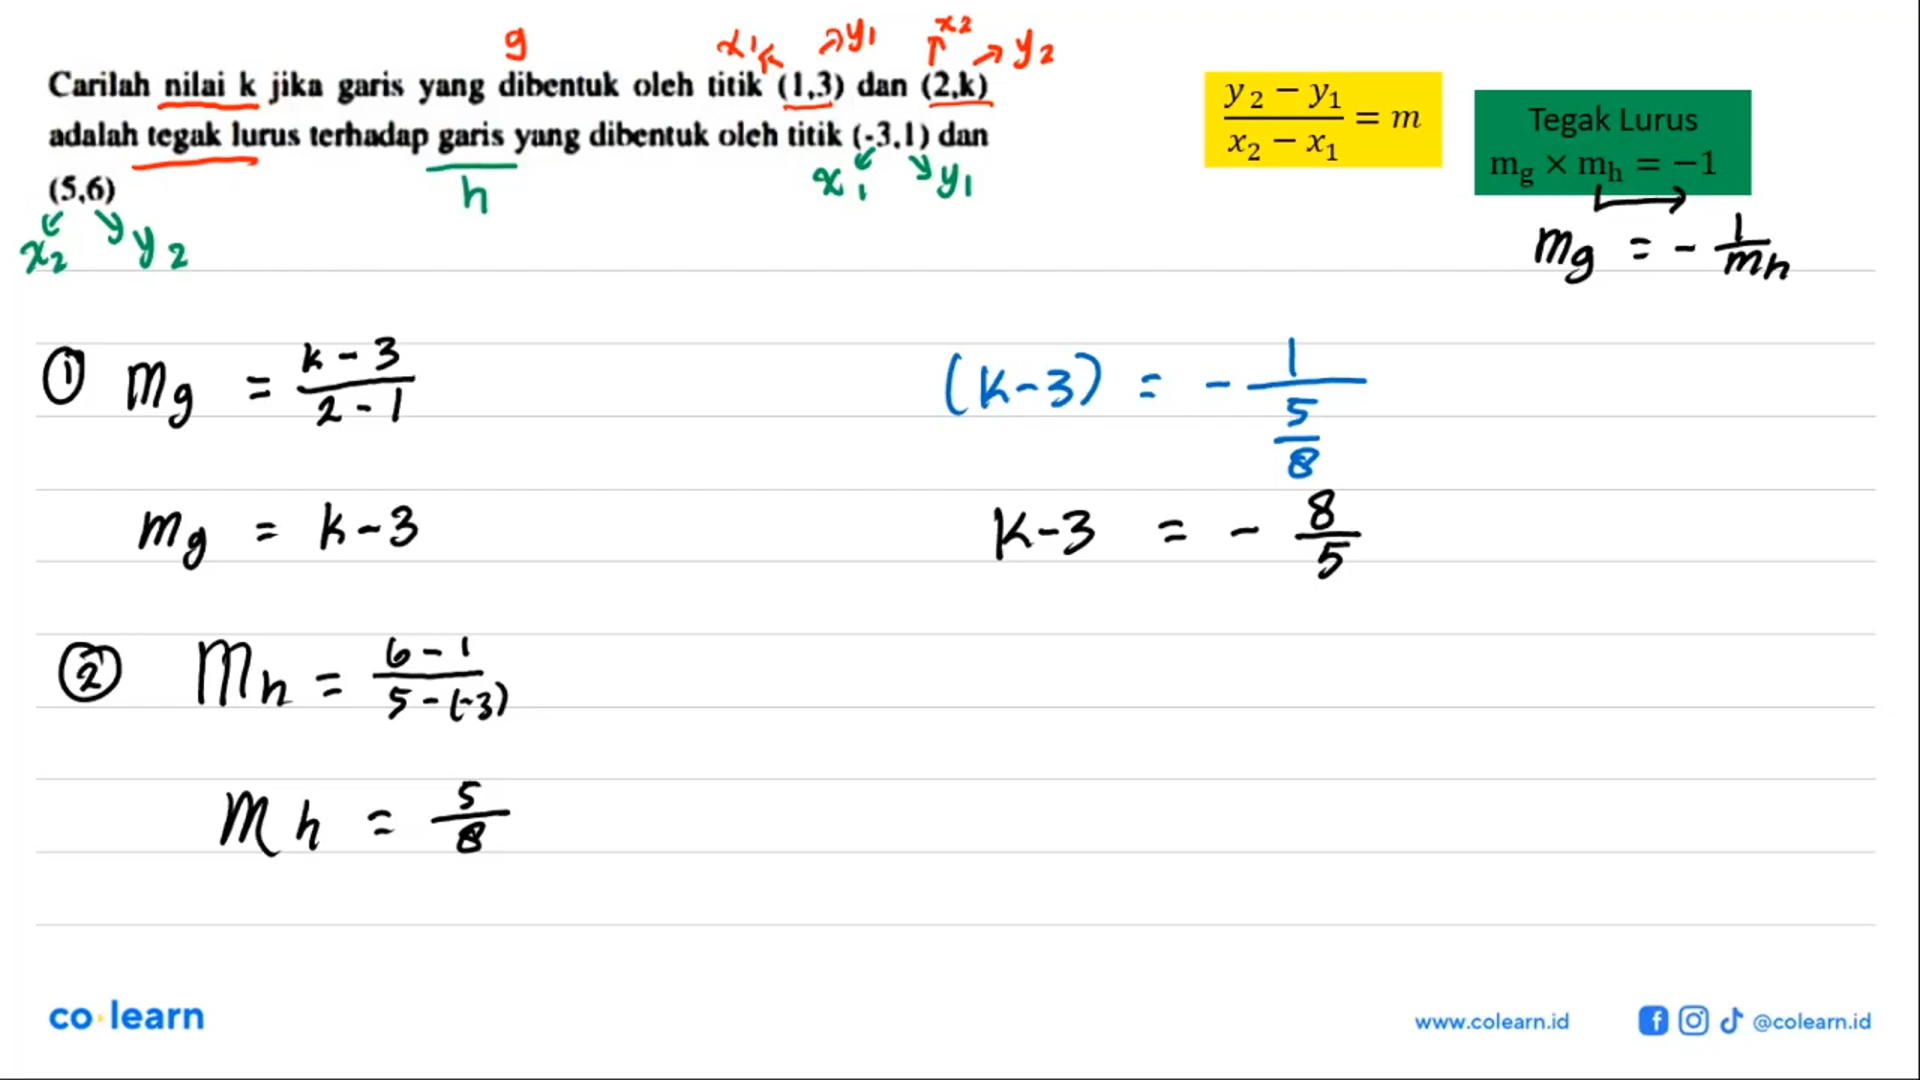 g x1 y1 x2 y2
Carilah nilai k jika garis yang dibentuk oleh titik (1,3) dan (2,k)
adalah tegak lurus terhadap garis yang dibentuk oleh titik (-3,1) dan
(5,6)
h x1 y1
x2 y2
y2 − y1 / x2 − x1 = m
Tegak Lurus
mg × mh = −1
mg = - 1/mh
① mg = k-3 / 2-1
mg = k-3
② Mh = 6-1 / 5-(-3)
Mh = 5/8
(k-3) = - 1 / 5/8
k-3 = - 8/5
co learn
www.colearn.id
@colearn.id